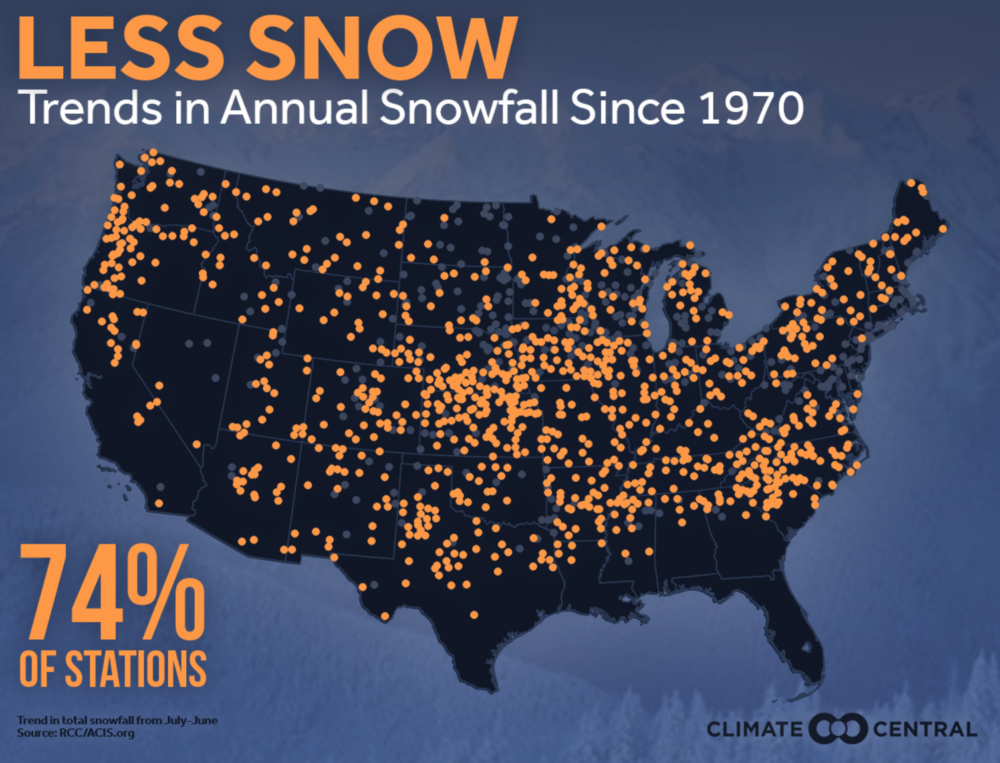 LESS SNOW
Trends in Annual Snowfall Since 1970
74%
OF STATIONS
Trend in total snowfall from July-June
Source: RCC/ACIS.org
CLIMATE CENTRAL